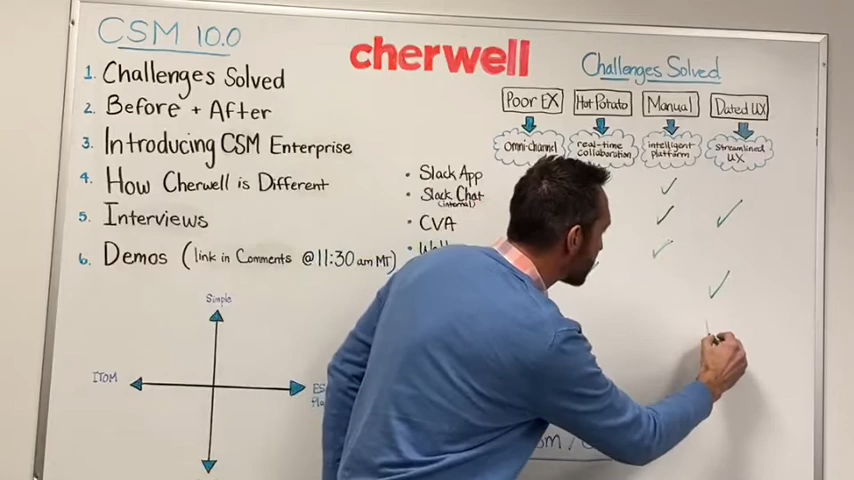 CSM 10.0
1. Challenges Solved
2. Before + After
3. Introducing CSM Enterprise
4. How Cherwell is Different
5. Interviews
6. Demos (link in Comments @11:30 am MT)
cherwell
Challenges Solved
Poor EX
Hot Potato
Manual
Dated UX
omni-channel
real-time collaboration
intelligent platform
Streamlined UX
• Slack App
• Slack Chat
(internal)
• CVA
Simple
ITOM